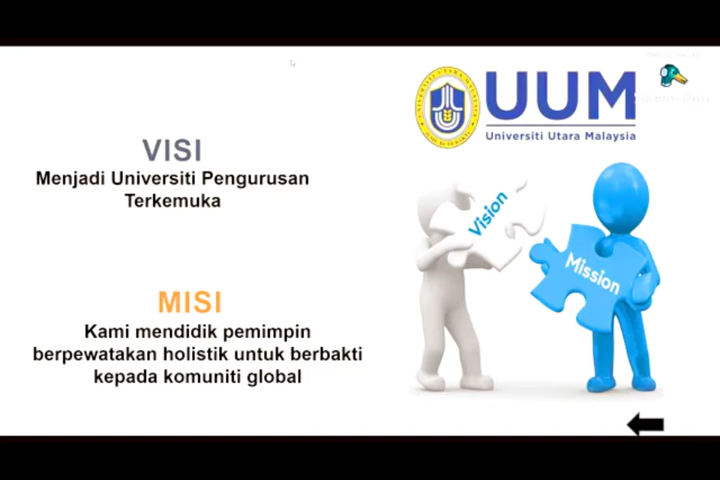 UUM
Universiti Utara Malaysia
VISI
Menjadi Universiti Pengurusan
Terkemuka
Vision
Mission
MISI
Kami mendidik pemimpin
berpewatakan holistik untuk berbakti
kepada komuniti global